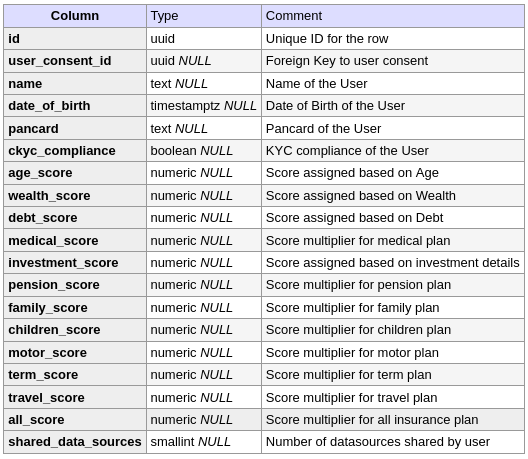 Column Type Comment
id uuid Unique ID for the row
user_consent_id uuid NULL Foreign Key to user consent
name text NULL Name of the User
date_of_birth timestamptz NULL Date of Birth of the User
pancard text NULL Pancard of the User
ckyc_compliance boolean NULL KYC compliance of the User
age_score numeric NULL Score assigned based on Age
wealth_score numeric NULL Score assigned based on Wealth
debt_score numeric NULL Score assigned based on Debt
medical_score numeric NULL Score multiplier for medical plan
investment_score numeric NULL Score assigned based on investment details
pension_score numeric NULL Score multiplier for pension plan
family_score numeric NULL Score multiplier for family plan
children_score numeric NULL Score multiplier for children plan
motor_score numeric NULL Score multiplier for motor plan
term_score numeric NULL Score multiplier for term plan
travel_score numeric NULL Score multiplier for travel plan
all_score numeric NULL Score multiplier for all insurance plan
shared_data_sources smallint NULL Number of datasources shared by user